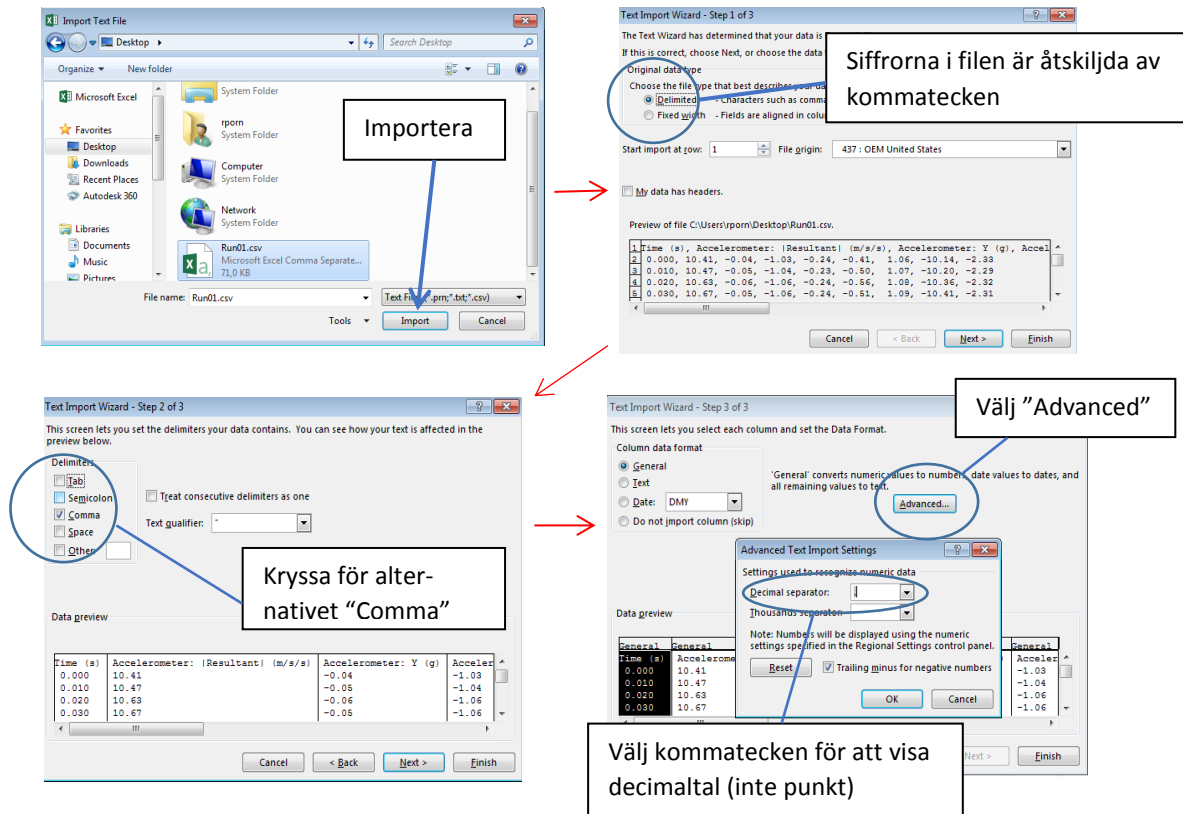 Import Text File
Desktop
Search Desktop
Organize
New folder
Microsoft Excel
Favorites
Desktop
Downloads
Recent Places
Autodesk 360
Libraries
Documents
Music
Pictures
System Folder
rporn
System Folder
Computer
System Folder
Network
System Folder
Run01.csv
Microsoft Excel Comma Separate...
71,0 KB
Importera
File name: Run01.csv
Text Fil (*.prn;*.txt;*.csv)
Tools
Import
Cancel
Text Import Wizard - Step 1 of 3
The Text Wizard has determined that your data is
If this is correct, choose Next, or choose the data
Original data type
Choose the file type that best describes your da
Delimited - Characters such as comma
Fixed width - Fields are aligned in colu
Siffrorna i filen är åtskiljda av
kommatecken
Start import at row: 1 File origin: 437 : OEM United States
My data has headers.
Preview of file C:\Users\rporn\Desktop\Run01.csv.
1 Time (s), Accelerometer: |Resultant| (m/s/s), Accelerometer: Y (g), Accel
2 0.000, 10.41, -0.04, -1.03, -0.24, -0.41, 1.06, -10.14, -2.33
3 0.010, 10.47, -0.05, -1.04, -0.23, -0.50, 1.07, -10.20, -2.29
4 0.020, 10.63, -0.06, -1.06, -0.24, -0.56, 1.08, -10.36, -2.32
5 0.030, 10.67, -0.05, -1.06, -0.24, -0.51, 1.09, -10.41, -2.31
Cancel
< Back
Next >
Finish
Text Import Wizard - Step 2 of 3
This screen lets you set the delimiters your data contains. You can see how your text is affected in the
preview below.
Delimiters
Tab
Semicolon
Comma
Space
Other:
Treat consecutive delimiters as one
Text qualifier: "
Kryssa för alter-
nativet “Comma”
Data preview
Time (s) Accelerometer: |Resultant| (m/s/s) Accelerometer: Y (g) Acceler
0.000 10.41 -0.04 -1.03
0.010 10.47 -0.05 -1.04
0.020 10.63 -0.06 -1.06
0.030 10.67 -0.05 -1.06
Cancel
< Back
Next >
Finish
Text Import Wizard - Step 3 of 3
Välj ”Advanced”
This screen lets you select each column and set the Data Format.
Column data format
General
Text
Date: DMY
Do not import column (skip)
'General' converts numeric values to numbers, date values to dates, and
all remaining values to text.
Advanced...
Advanced Text Import Settings
Settings used to recognize numeric data
Decimal separator:
Thousands separator:
Note: Numbers will be displayed using the numeric
settings specified in the Regional Settings control panel.
Reset
Trailing minus for negative numbers
OK
Cancel
Data preview
General General General
Time (s) Accelerome Acceler
0.000 10.41 -1.03
0.010 10.47 -1.04
0.020 10.63 -1.06
0.030 10.67 -1.06
Next >
Finish
Välj kommatecken för att visa
decimaltal (inte punkt)